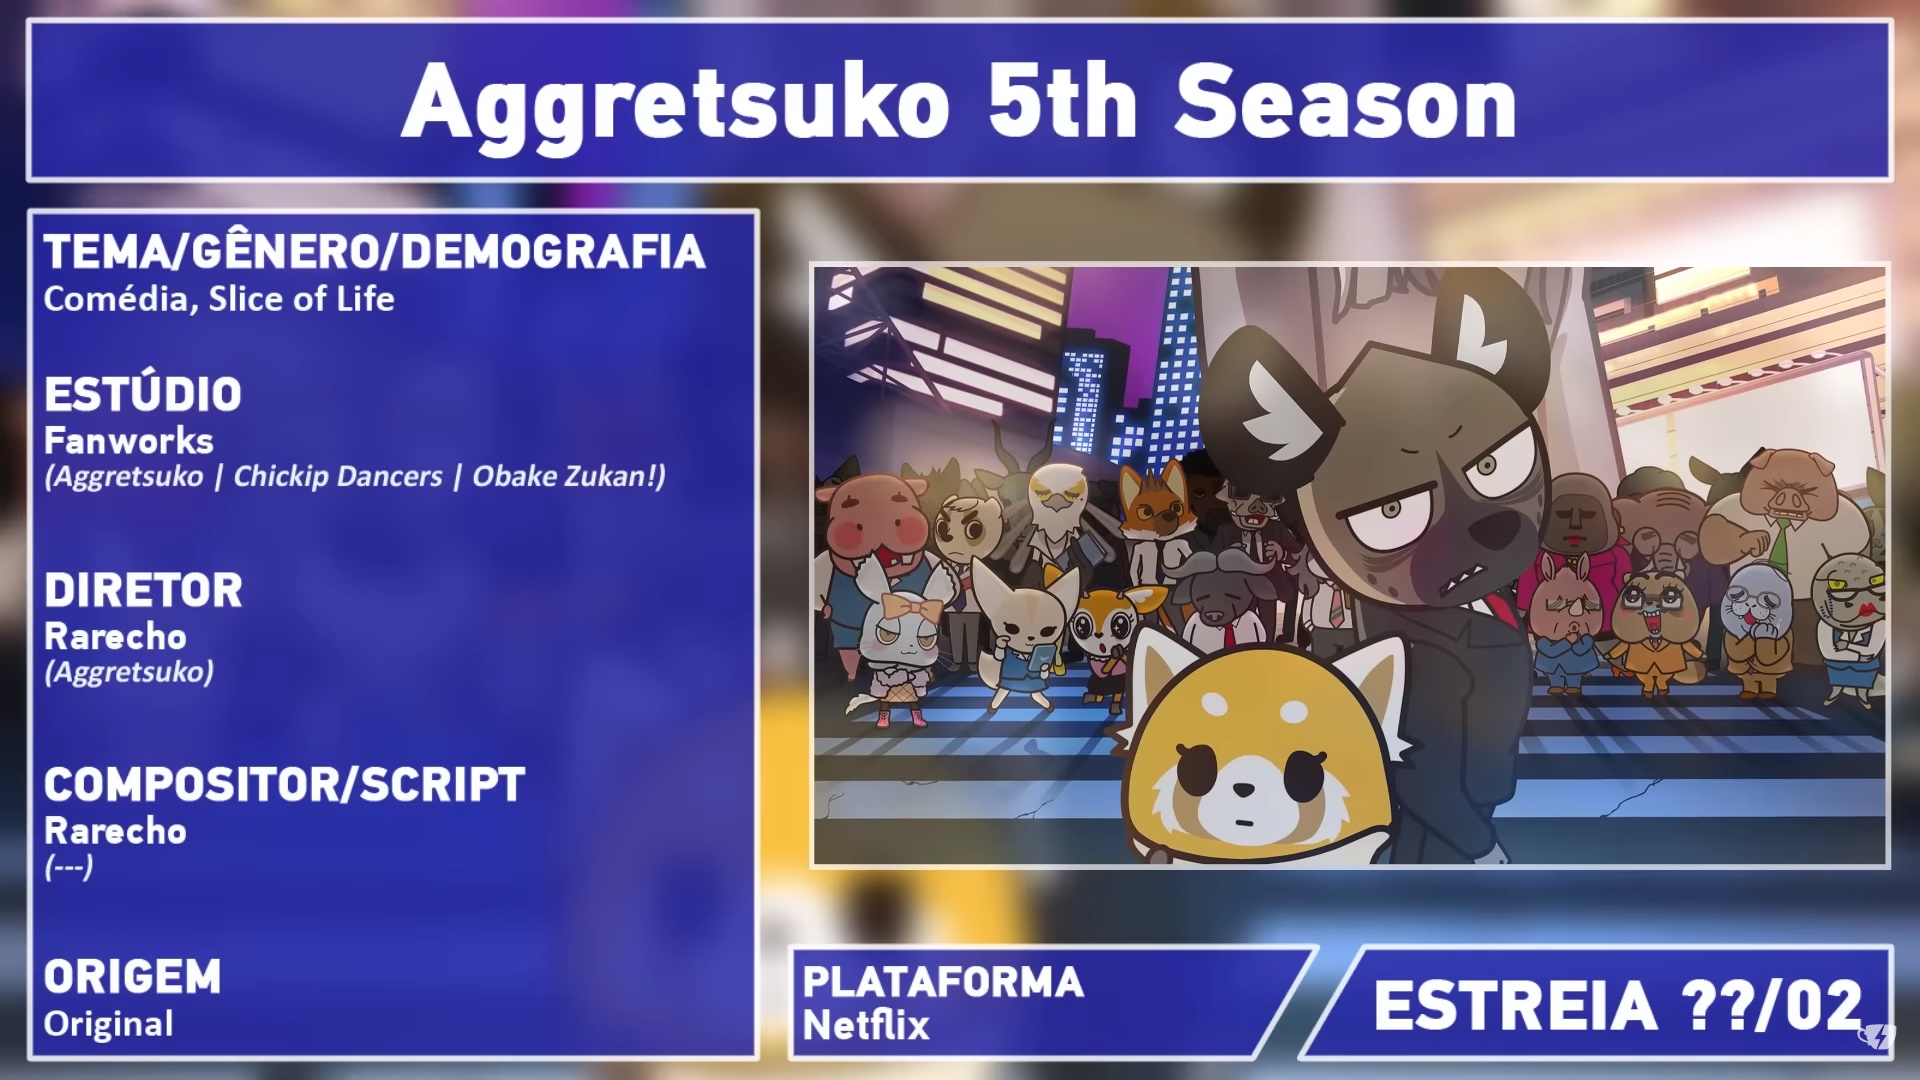 Aggretsuko 5th Season
TEMA/GÊNERO/DEMOGRAFIA
Comédia, Slice of Life
ESTÚDIO
Fanworks
(Aggretsuko | Chickip Dancers | Obake Zukan!)
DIRETOR
Rarecho
(Aggretsuko)
COMPOSITOR/SCRIPT
Rarecho
(---)
ORIGEM
Original
PLATAFORMA
Netflix
ESTREIA ??/02